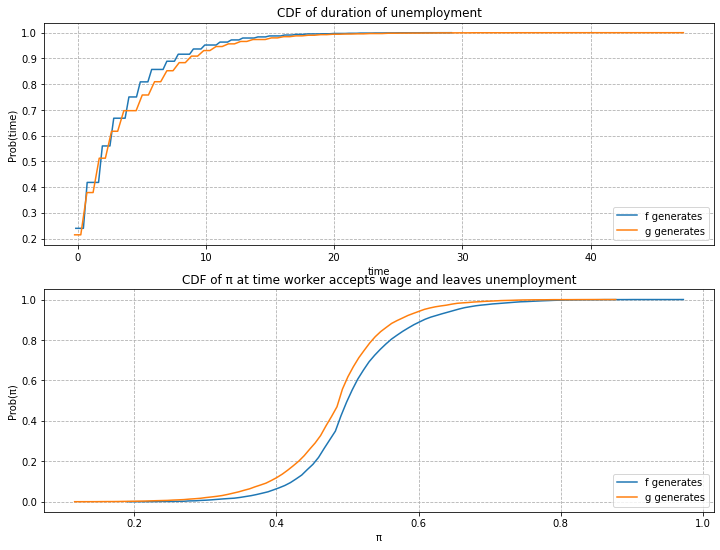 CDF of duration of unemployment
1.0
0.9
0.8
0.7
0.6
0.5
0.4
0.3
0.2
Prob(time)
f generates
g generates
0 10 20 30 40
time
CDF of π at time worker accepts wage and leaves unemployment
1.0
0.8
0.6
0.4
0.2
0.0
Prob(π)
f generates
g generates
0.2 0.4 0.6 0.8 1.0
π